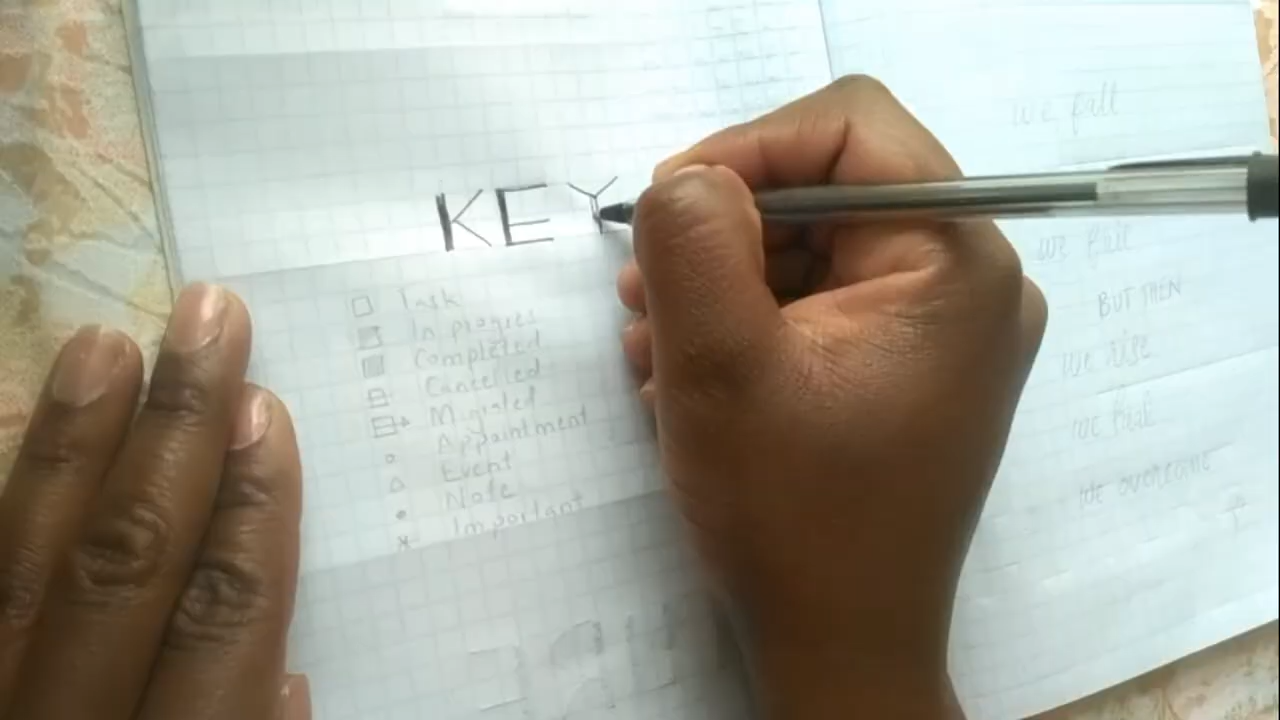 KEY
Task
In progres
Completed
Cancelled
Migrated
Appointment
Event
Note
Important
we fall
we fail
BUT THEN
we rise
we heal
we overcome